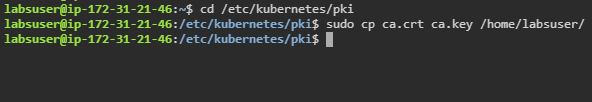 labsuser@ip-172-31-21-46:~$ cd /etc/kubernetes/pki
labsuser@ip-172-31-21-46:/etc/kubernetes/pki$ sudo cp ca.crt ca.key /home/labsuser/
labsuser@ip-172-31-21-46:/etc/kubernetes/pki$